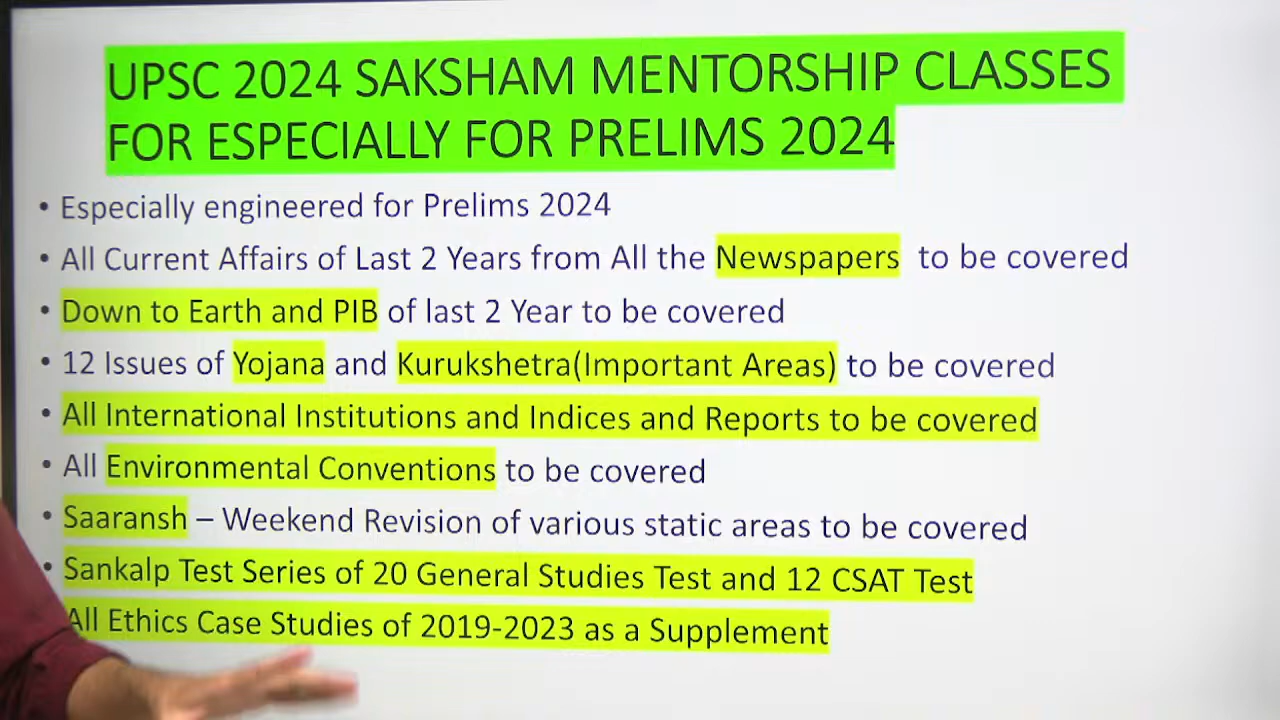 UPSC 2024 SAKSHAM MENTORSHIP CLASSES
FOR ESPECIALLY FOR PRELIMS 2024
• Especially engineered for Prelims 2024
• All Current Affairs of Last 2 Years from All the Newspapers to be covered
• Down to Earth and PIB of last 2 Year to be covered
• 12 Issues of Yojana and Kurukshetra(Important Areas) to be covered
• All International Institutions and Indices and Reports to be covered
• All Environmental Conventions to be covered
• Saaransh – Weekend Revision of various static areas to be covered
• Sankalp Test Series of 20 General Studies Test and 12 CSAT Test
All Ethics Case Studies of 2019-2023 as a Supplement